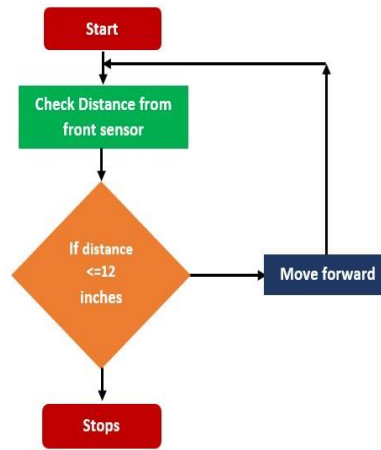 Start
Check Distance from
front sensor
If distance
<=12
inches
Move forward
Stops